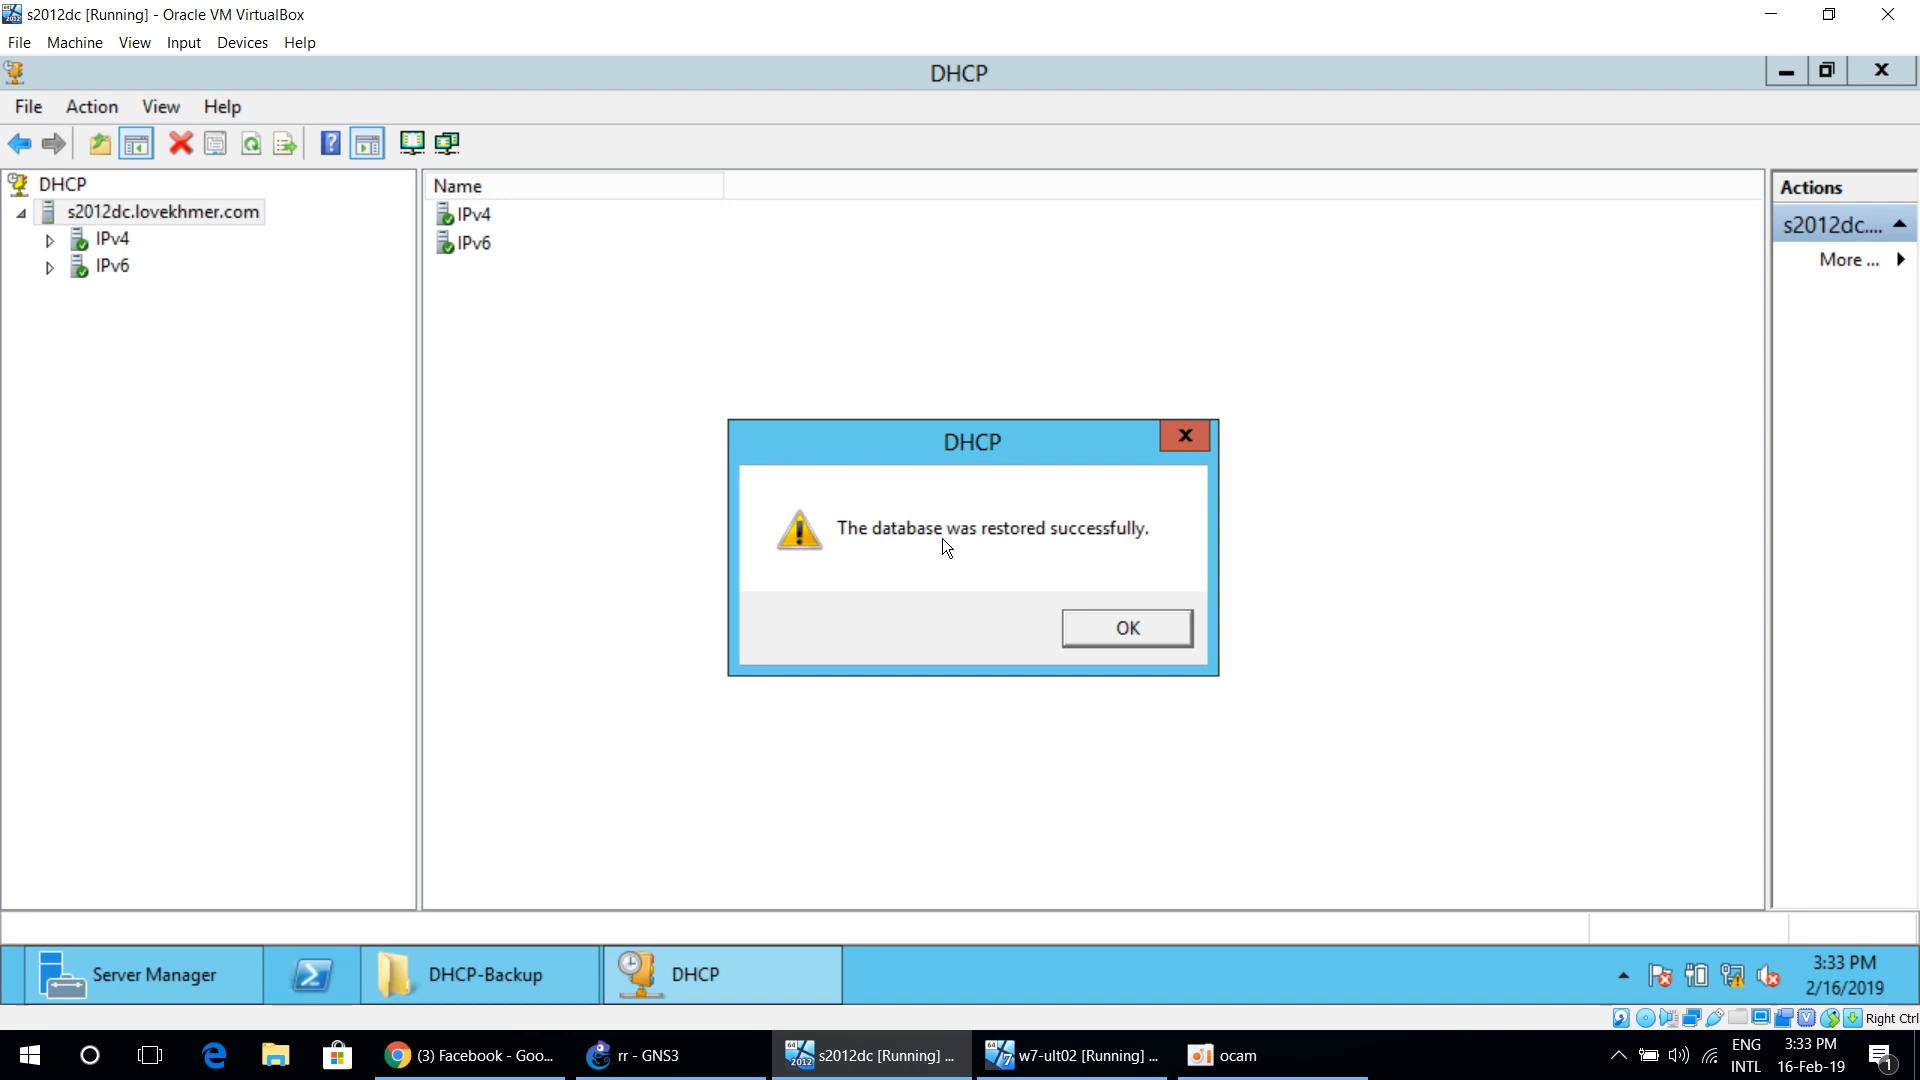 s2012dc [Running] - Oracle VM VirtualBox
File Machine View Input Devices Help
DHCP
File Action View Help
DHCP
s2012dc.lovekhmer.com
IPv4
IPv6
Name
IPv4
IPv6
Actions
s2012dc....
More ...
DHCP
The database was restored successfully.
OK
Server Manager
DHCP-Backup
DHCP
3:33 PM
2/16/2019
Right Ctrl
(3) Facebook - Goo...
rr - GNS3
s2012dc [Running] ...
w7-ult02 [Running] ...
ocam
ENG
INTL
3:33 PM
16-Feb-19
1